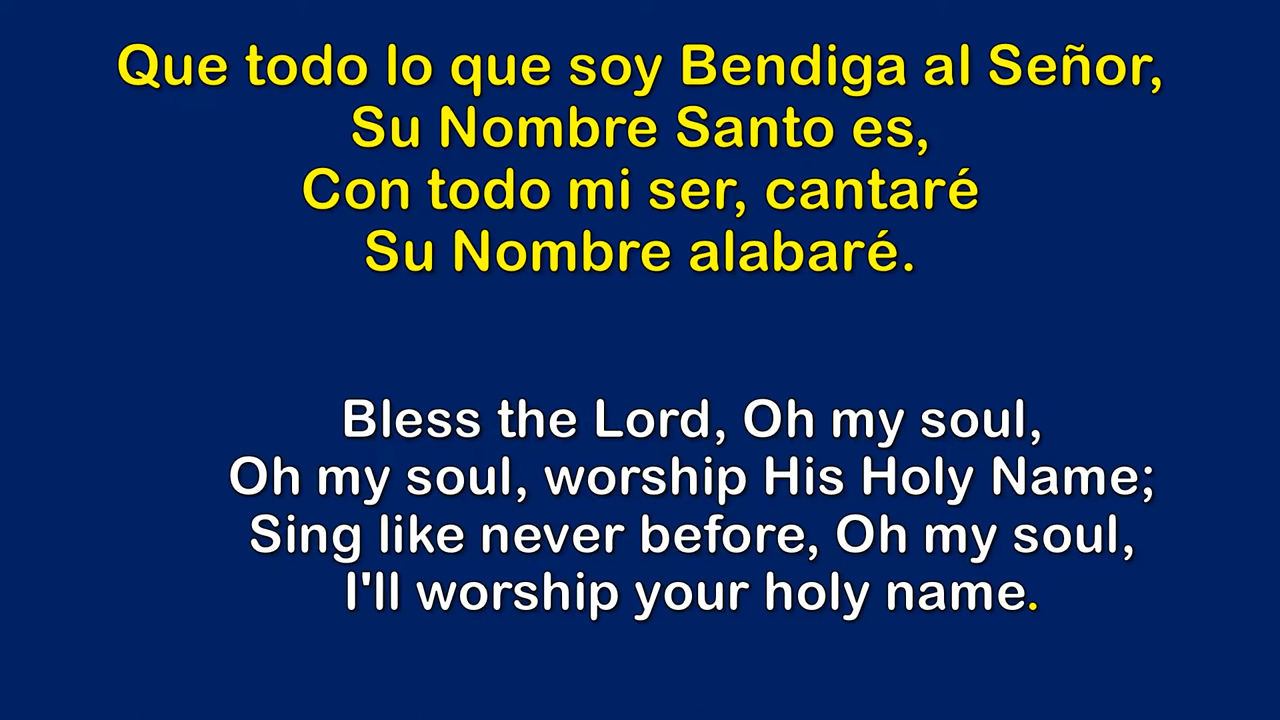 Que todo lo que soy Bendiga al Señor,
Su Nombre Santo es,
Con todo mi ser, cantaré
Su Nombre alabaré.
Bless the Lord, Oh my soul,
Oh my soul, worship His Holy Name;
Sing like never before, Oh my soul,
I'll worship your holy name.